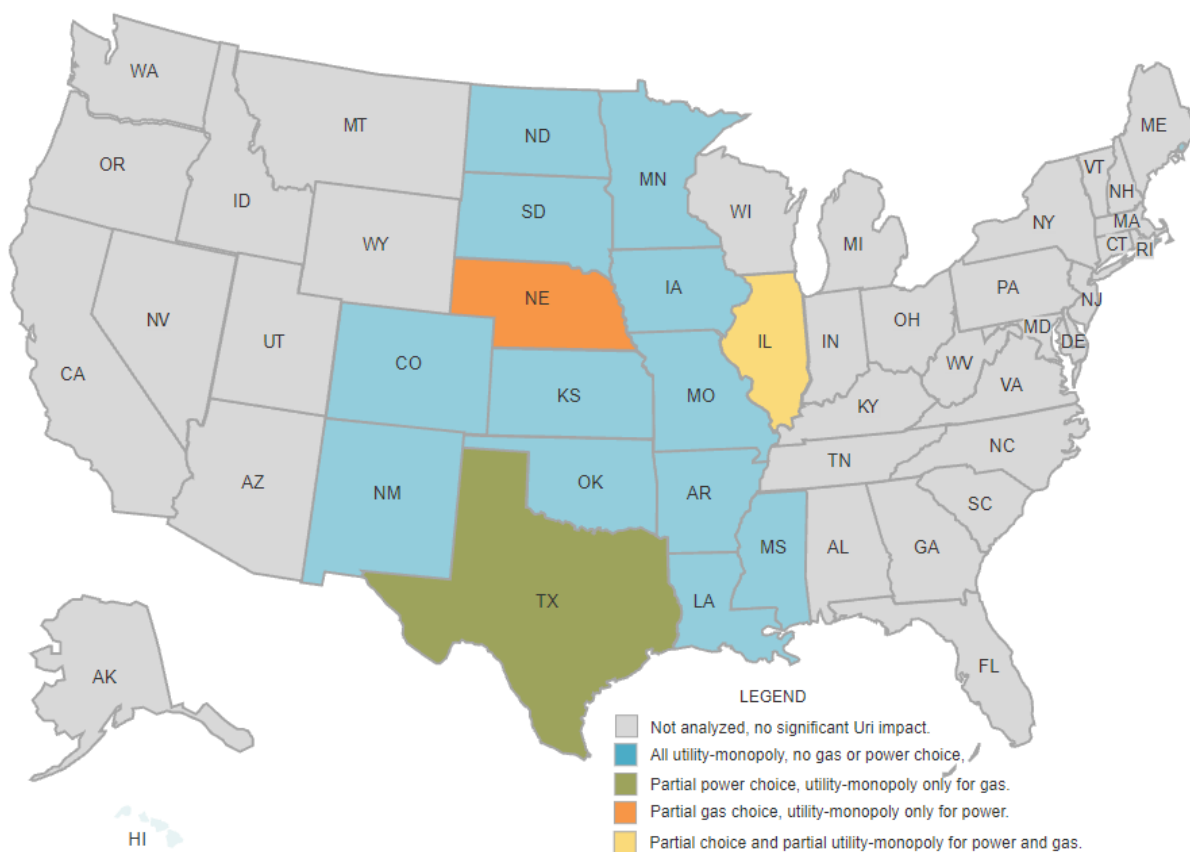 WA
MT
ND
MN
ME
OR
ID
SD
WI
VT
NH
WY
MI
NY
MA
CT
RI
NE
IA
PA
NV
UT
IL
IN
OH
NJ
MD
DE
CA
CO
KS
MO
WV
VA
KY
AZ
NM
OK
AR
TN
NC
SC
MS
AL
GA
TX
LA
FL
AK
HI
LEGEND
Not analyzed, no significant Uri impact.
All utility-monopoly, no gas or power choice,
Partial power choice, utility-monopoly only for gas.
Partial gas choice, utility-monopoly only for power.
Partial choice and partial utility-monopoly for power and gas.